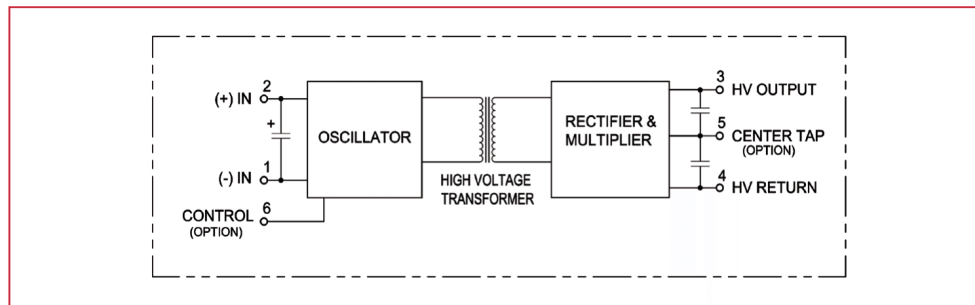 2
(+) IN
+
1
(-) IN
6
CONTROL
(OPTION)
OSCILLATOR
HIGH VOLTAGE
TRANSFORMER
RECTIFIER &
MULTIPLIER
3
HV OUTPUT
5
CENTER TAP
(OPTION)
4
HV RETURN